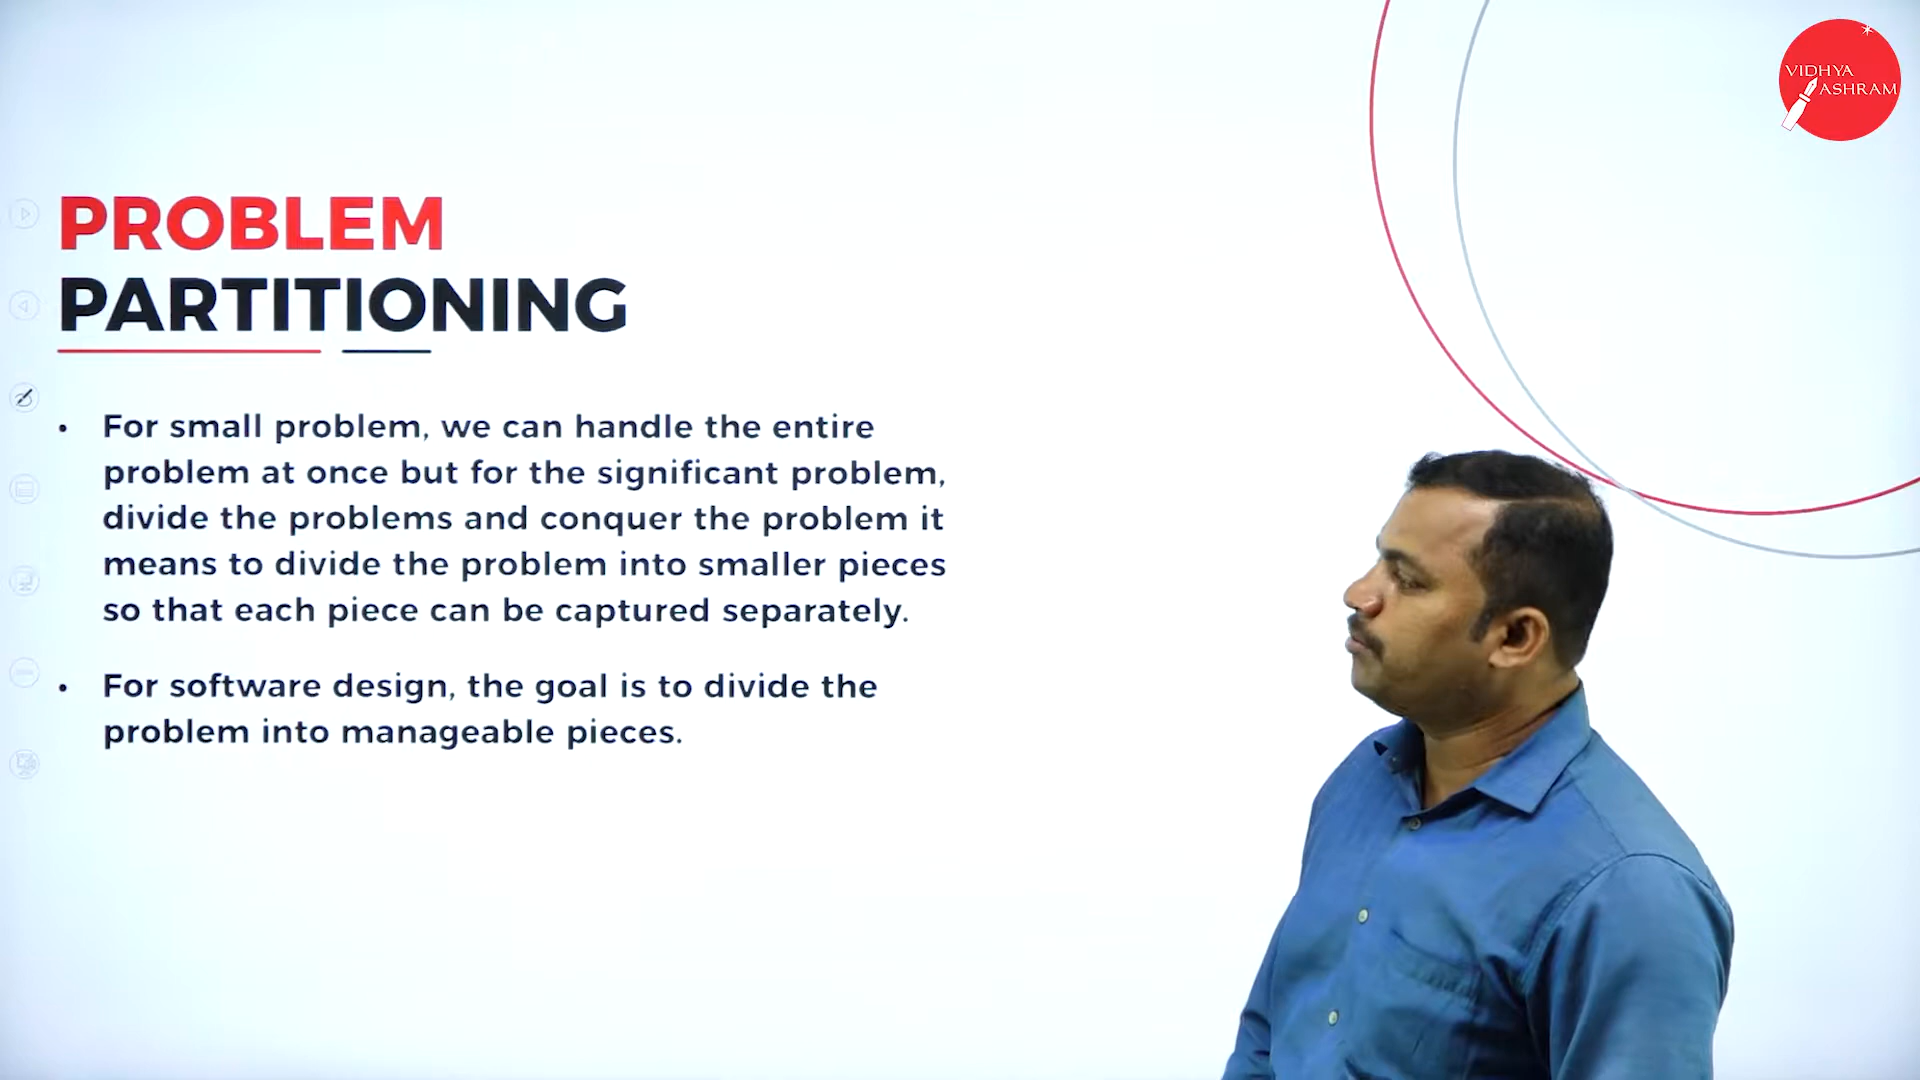 VIDHYA
ASHRAM
PROBLEM
PARTITIONING
• For small problem, we can handle the entire
problem at once but for the significant problem,
divide the problems and conquer the problem it
means to divide the problem into smaller pieces
so that each piece can be captured separately.
• For software design, the goal is to divide the
problem into manageable pieces.